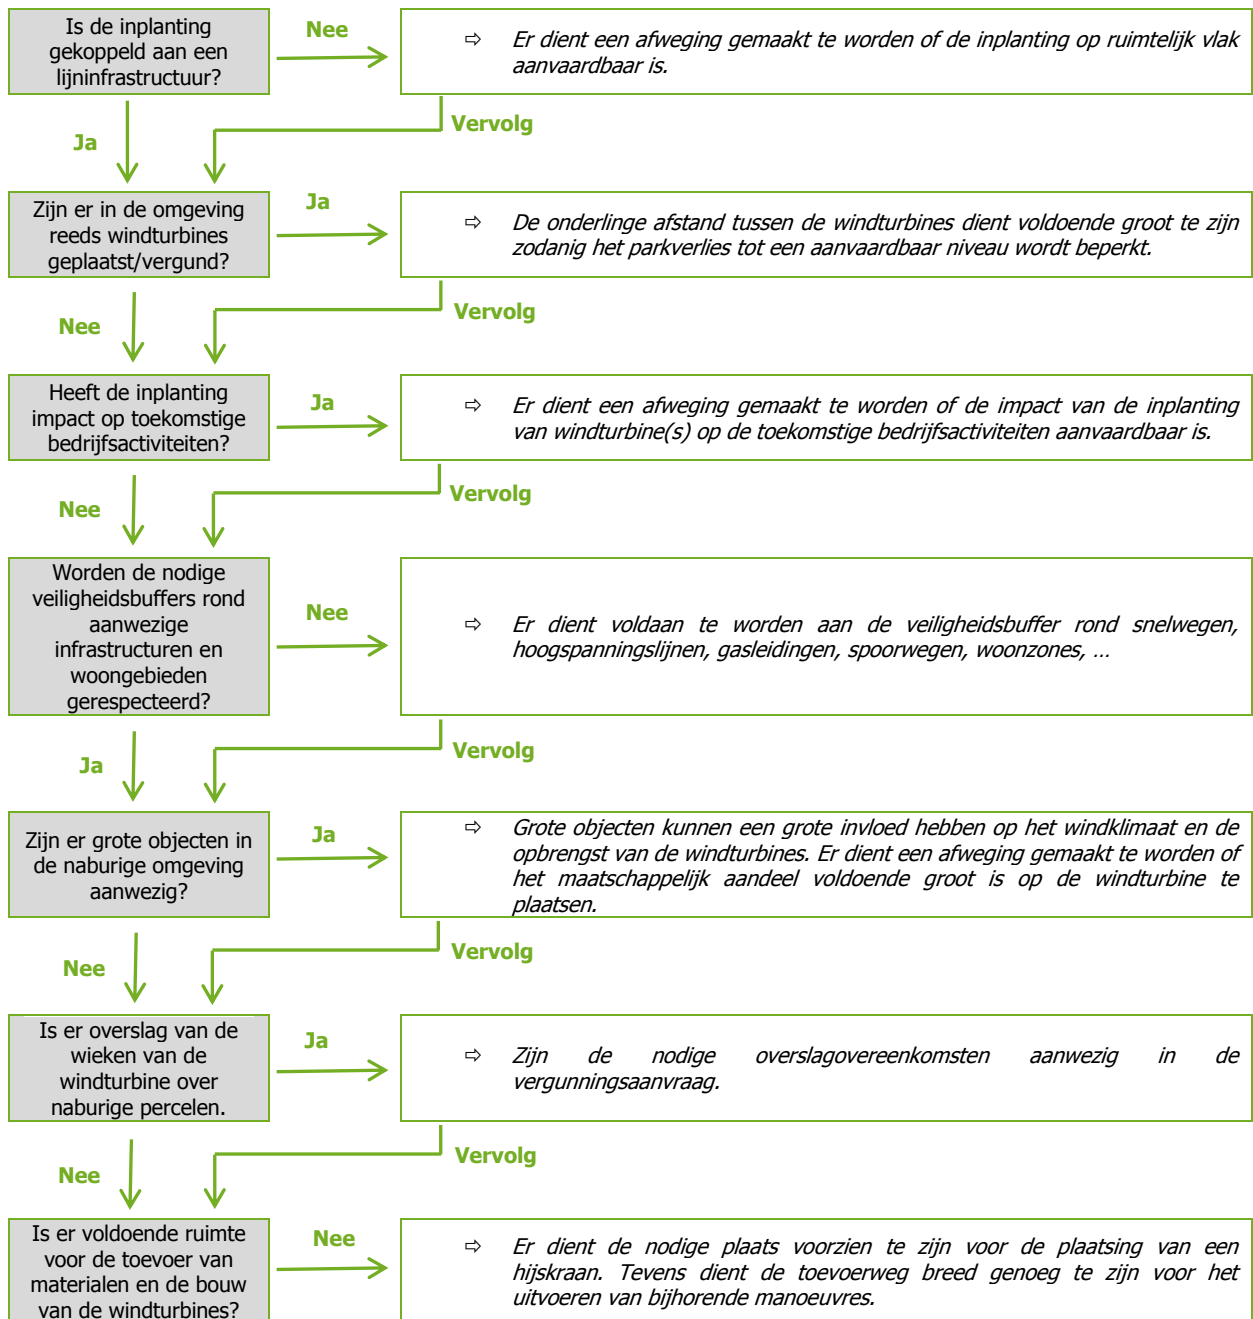 Is de inplanting
gekoppeld aan een
lijninfrastructuur?
Nee
⇨ Er dient een afweging gemaakt te worden of de inplanting op ruimtelijk vlak
aanvaardbaar is.
Ja
Vervolg
Zijn er in de omgeving
reeds windturbines
geplaatst/vergund?
Ja
⇨ De onderlinge afstand tussen de windturbines dient voldoende groot te zijn
zodanig het parkverlies tot een aanvaardbaar niveau wordt beperkt.
Nee
Vervolg
Heeft de inplanting
impact op toekomstige
bedrijfsactiviteiten?
Ja
⇨ Er dient een afweging gemaakt te worden of de impact van de inplanting
van windturbine(s) op de toekomstige bedrijfsactiviteiten aanvaardbaar is.
Nee
Vervolg
Worden de nodige
veiligheidsbuffers rond
aanwezige
infrastructuren en
woongebieden
gerespecteerd?
Nee
⇨ Er dient voldaan te worden aan de veiligheidsbuffer rond snelwegen,
hoogspanningslijnen, gasleidingen, spoorwegen, woonzones, …
Ja
Vervolg
Zijn er grote objecten in
de naburige omgeving
aanwezig?
Ja
⇨ Grote objecten kunnen een grote invloed hebben op het windklimaat en de
opbrengst van de windturbines. Er dient een afweging gemaakt te worden of
het maatschappelijk aandeel voldoende groot is op de windturbine te
plaatsen.
Nee
Vervolg
Is er overslag van de
wieken van de
windturbine over
naburige percelen.
Ja
⇨ Zijn de nodige overslagovereenkomsten aanwezig in de
vergunningsaanvraag.
Nee
Vervolg
Is er voldoende ruimte
voor de toevoer van
materialen en de bouw
van de windturbines?
Nee
⇨ Er dient de nodige plaats voorzien te zijn voor de plaatsing van een
hijskraan. Tevens dient de toevoerweg breed genoeg te zijn voor het
uitvoeren van bijhorende manoeuvres.